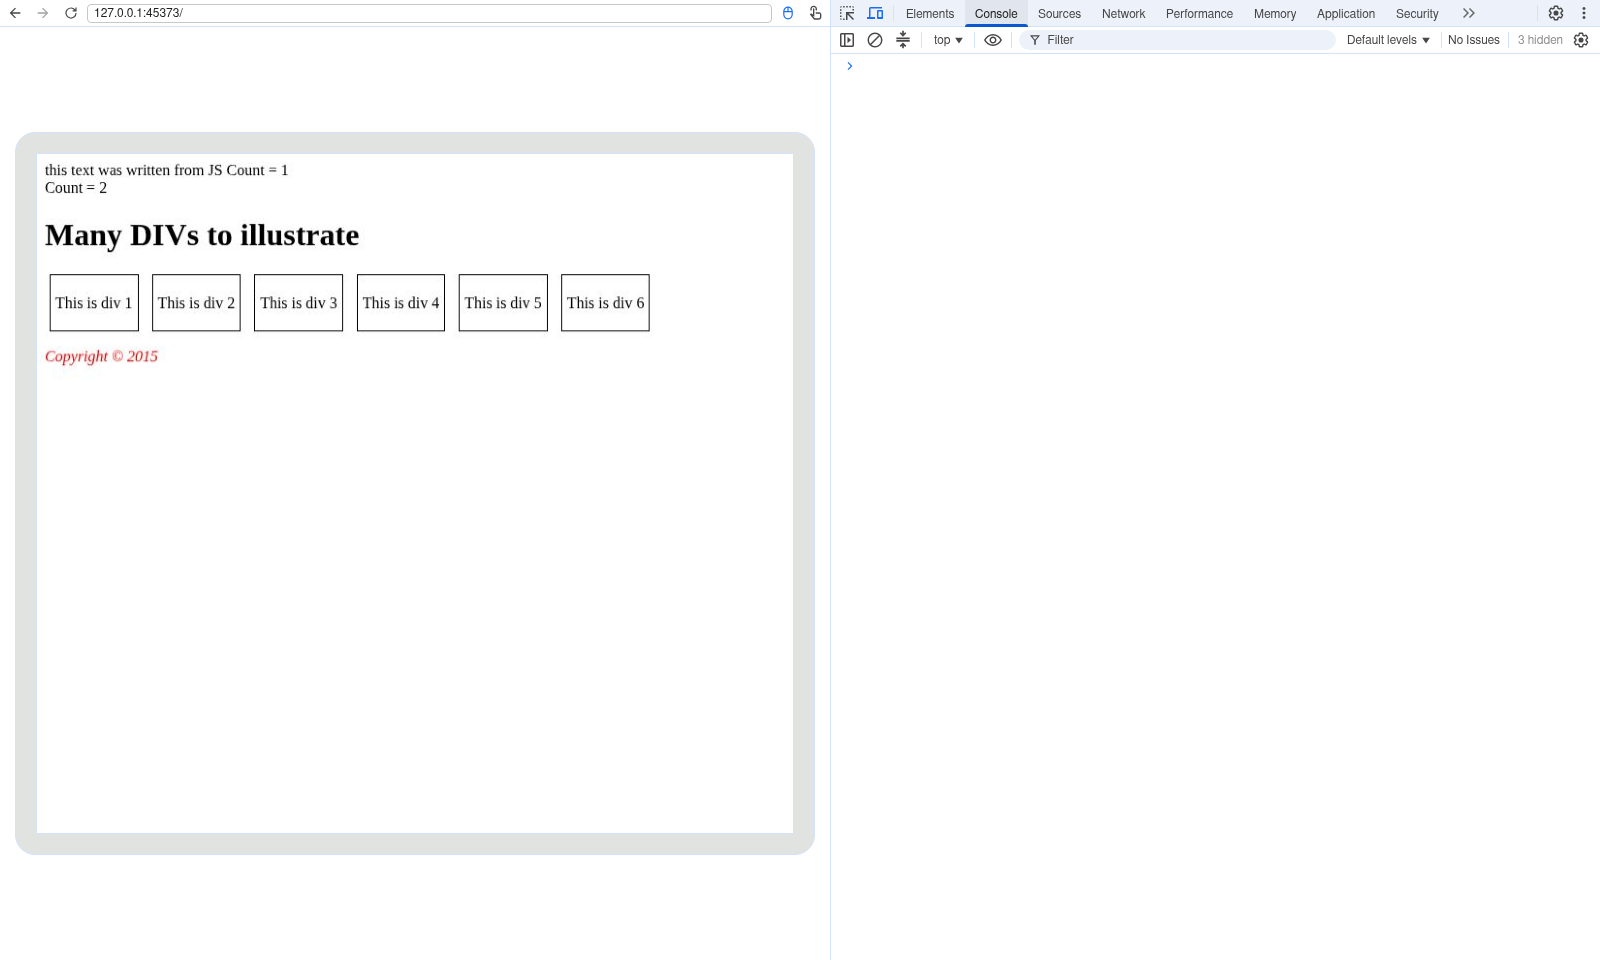 127.0.0.1:45373/
Elements Console Sources Network Performance Memory Application Security
top Filter Default levels No Issues 3 hidden
this text was written from JS Count = 1
Count = 2
Many DIVs to illustrate
This is div 1 This is div 2 This is div 3 This is div 4 This is div 5 This is div 6
Copyright © 2015